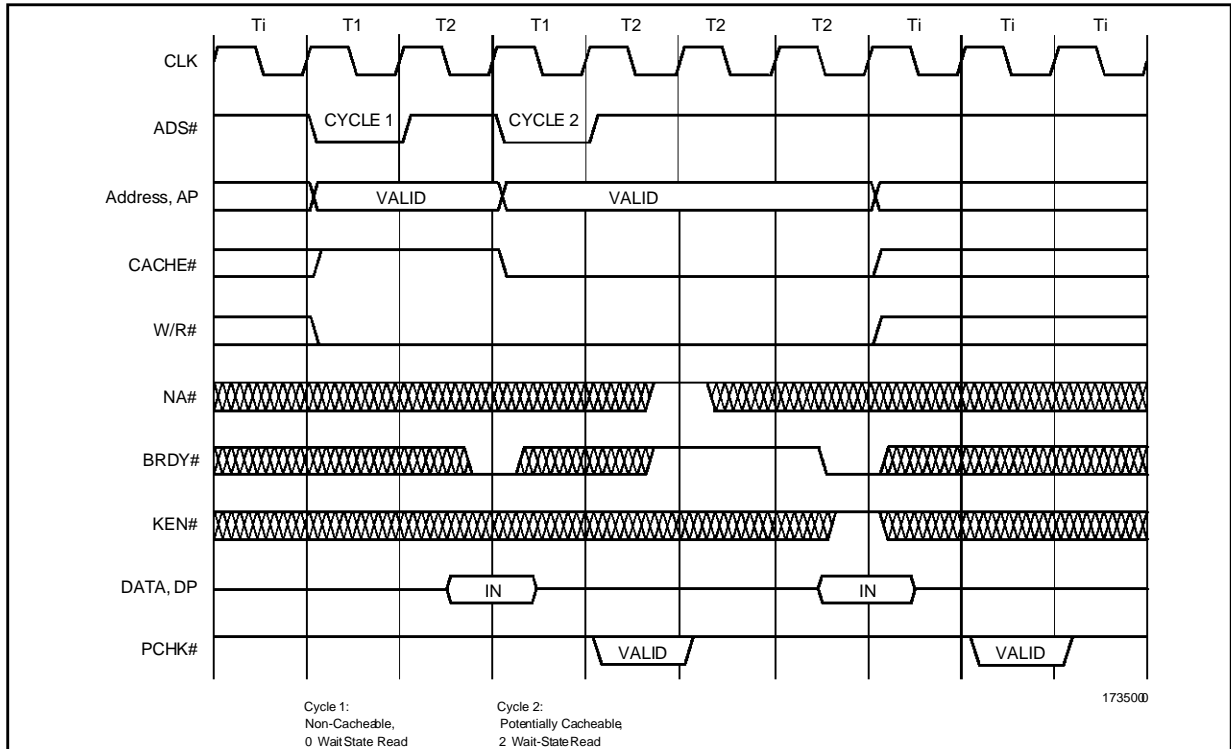 Ti T1 T2 T1 T2 T2 T2 Ti Ti Ti
CLK
ADS# CYCLE 1 CYCLE 2
Address, AP VALID VALID
CACHE#
W/R#
NA#
BRDY#
KEN#
DATA, DP IN IN
PCHK# VALID VALID
1735000
Cycle 1: Cycle 2:
Non-Cacheable, Potentially Cacheable,
0 Wait State Read 2 Wait-State Read